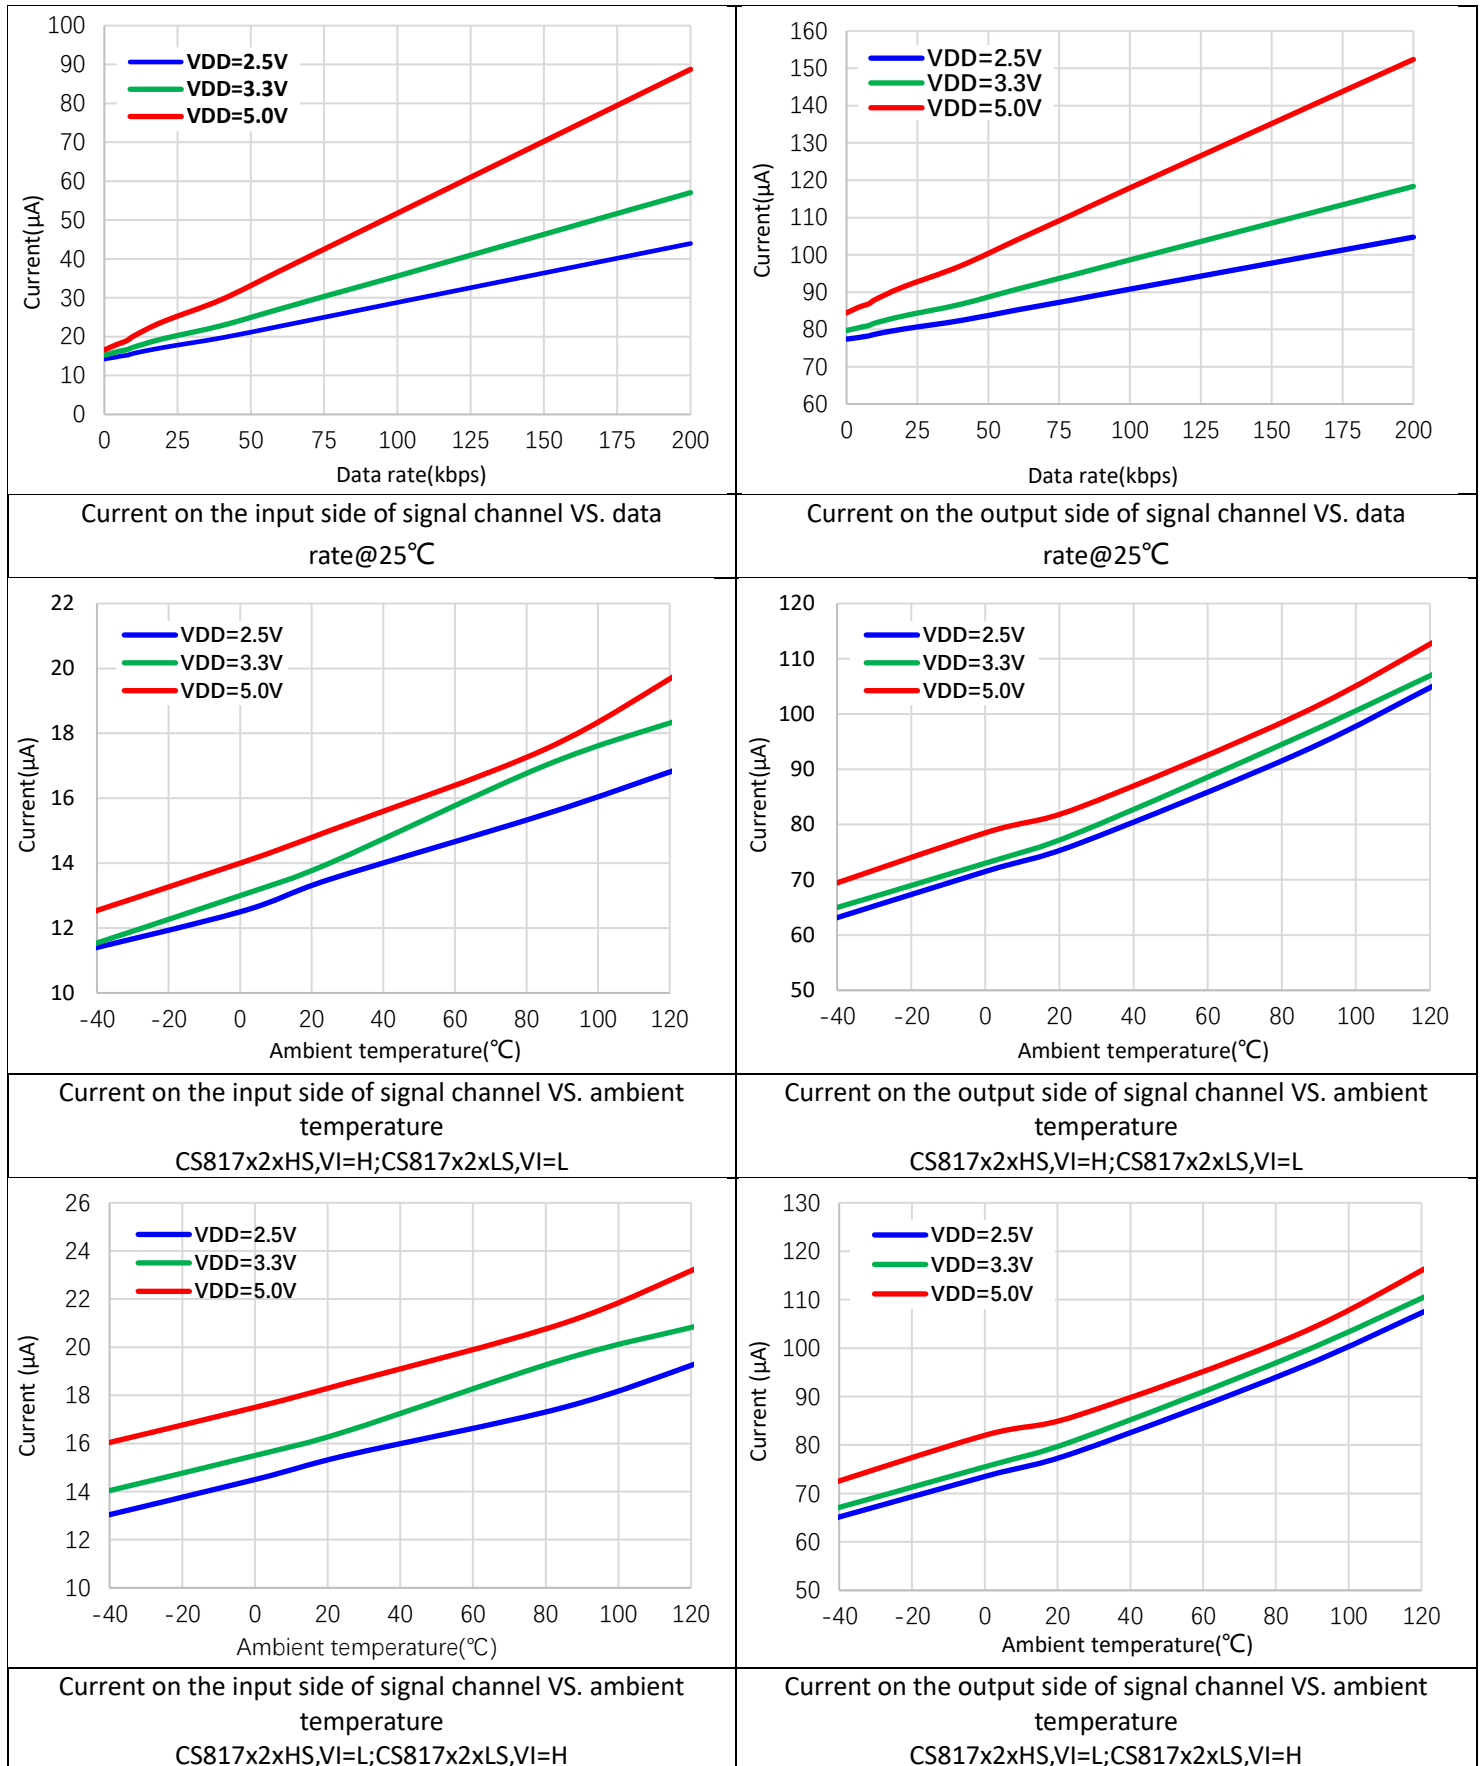 100
90
80
70
60
50
40
30
20
10
0
VDD=2.5V
VDD=3.3V
VDD=5.0V
Current(μA)
0 25 50 75 100 125 150 175 200
Data rate(kbps)
160
150
140
130
120
110
100
90
80
70
60
VDD=2.5V
VDD=3.3V
VDD=5.0V
Current(μA)
0 25 50 75 100 125 150 175 200
Data rate(kbps)
Current on the input side of signal channel VS. data
rate@25℃
Current on the output side of signal channel VS. data
rate@25℃
22
20
18
16
14
12
10
VDD=2.5V
VDD=3.3V
VDD=5.0V
Current(μA)
-40 -20 0 20 40 60 80 100 120
Ambient temperature(℃)
120
110
100
90
80
70
60
50
VDD=2.5V
VDD=3.3V
VDD=5.0V
Current(μA)
-40 -20 0 20 40 60 80 100 120
Ambient temperature(℃)
Current on the input side of signal channel VS. ambient
temperature
CS817x2xHS,VI=H;CS817x2xLS,VI=L
Current on the output side of signal channel VS. ambient
temperature
CS817x2xHS,VI=H;CS817x2xLS,VI=L
26
24
22
20
18
16
14
12
10
VDD=2.5V
VDD=3.3V
VDD=5.0V
Current (μA)
-40 -20 0 20 40 60 80 100 120
Ambient temperature(℃)
130
120
110
100
90
80
70
60
50
VDD=2.5V
VDD=3.3V
VDD=5.0V
Current (μA)
-40 -20 0 20 40 60 80 100 120
Ambient temperature(℃)
Current on the input side of signal channel VS. ambient
temperature
CS817x2xHS,VI=L;CS817x2xLS,VI=H
Current on the output side of signal channel VS. ambient
temperature
CS817x2xHS,VI=L;CS817x2xLS,VI=H